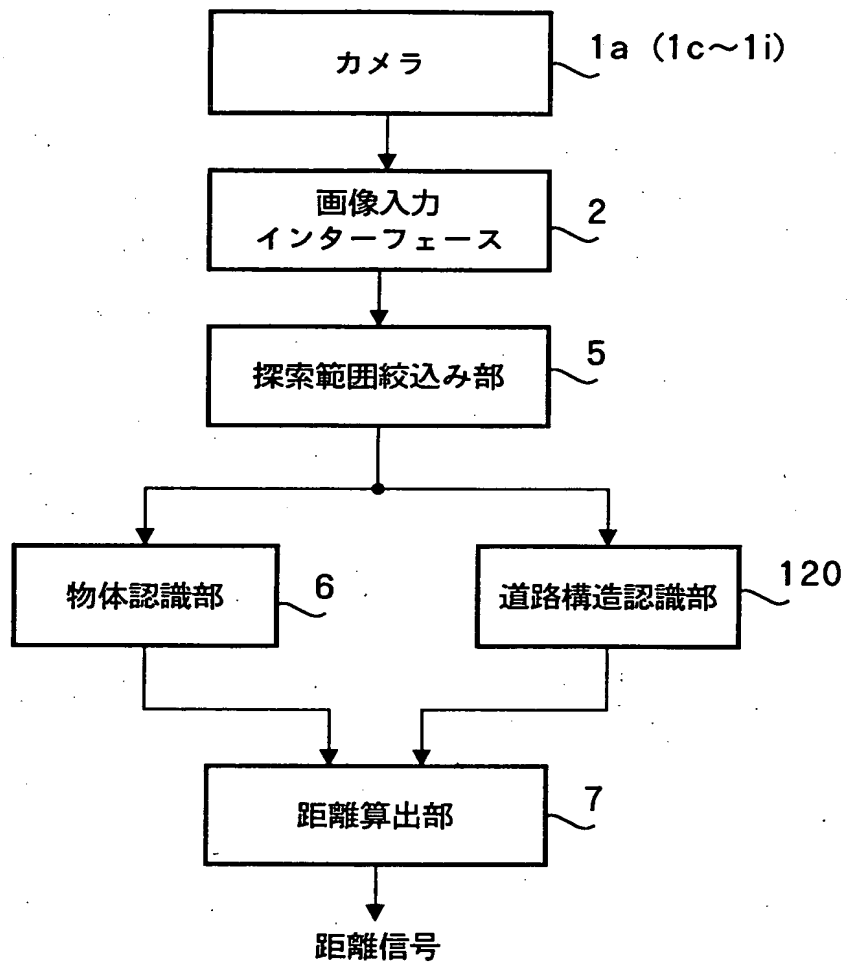 カメラ
1a (1c～1i)
画像入力
インターフェース
2
探索範囲絞込み部
5
物体認識部
6
道路構造認識部
120
距離算出部
7
距離信号